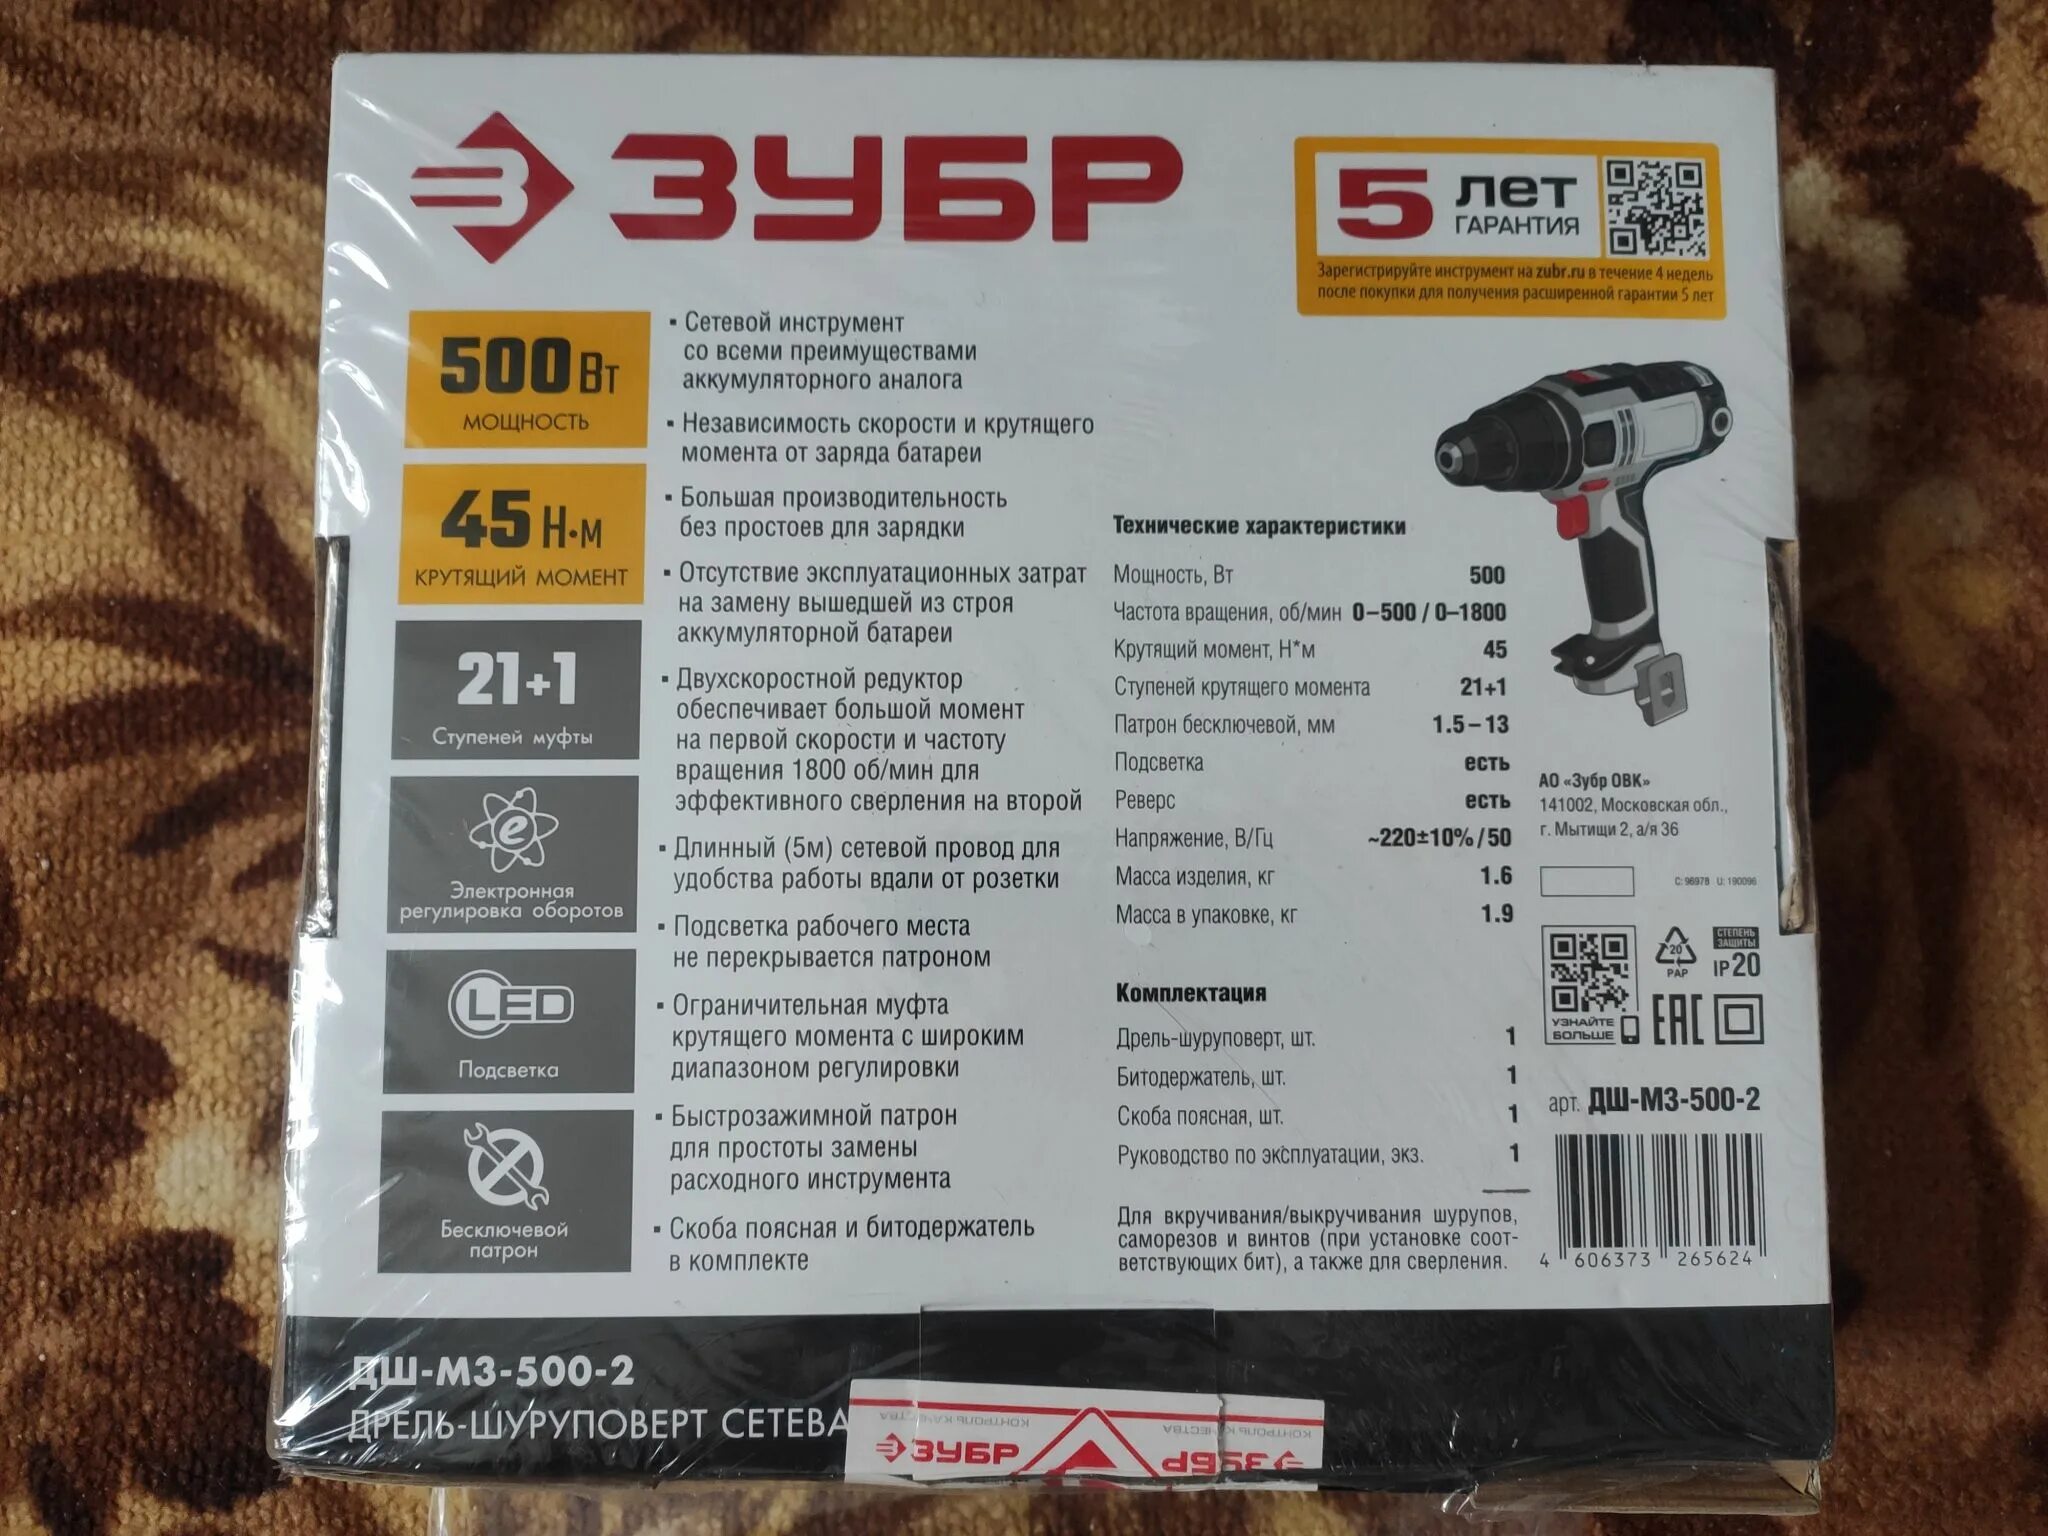 З ЗУБР
5 ЛЕТ
ГАРАНТИЯ
Зарегистрируйте инструмент на zubr.ru в течение 4 недель
после покупки для получения расширенной гарантии 5 лет
500 Вт
МОЩНОСТЬ
45 Н·м
КРУТЯЩИЙ МОМЕНТ
21+1
Ступеней муфты
e
Электронная
регулировка оборотов
LED
Подсветка
Бесключевой
патрон
▪ Сетевой инструмент
со всеми преимуществами
аккумуляторного аналога
▪ Независимость скорости и крутящего
момента от заряда батареи
▪ Большая производительность
без простоев для зарядки
▪ Отсутствие эксплуатационных затрат
на замену вышедшей из строя
аккумуляторной батареи
▪ Двухскоростной редуктор
обеспечивает большой момент
на первой скорости и частоту
вращения 1800 об/мин для
эффективного сверления на второй
▪ Длинный (5м) сетевой провод для
удобства работы вдали от розетки
▪ Подсветка рабочего места
не перекрывается патроном
▪ Ограничительная муфта
крутящего момента с широким
диапазоном регулировки
▪ Быстрозажимной патрон
для простоты замены
расходного инструмента
▪ Скоба поясная и битодержатель
в комплекте
Технические характеристики
Мощность, Вт 500
Частота вращения, об/мин 0–500 / 0–1800
Крутящий момент, Н*м 45
Ступеней крутящего момента 21+1
Патрон бесключевой, мм 1.5–13
Подсветка есть
Реверс есть
Напряжение, В/Гц ~220±10% / 50
Масса изделия, кг 1.6
Масса в упаковке, кг 1.9
Комплектация
Дрель-шуруповерт, шт. 1
Битодержатель, шт. 1
Скоба поясная, шт. 1
Руководство по эксплуатации, экз. 1
Для вкручивания/выкручивания шурупов,
саморезов и винтов (при установке соот-
ветствующих бит), а также для сверления.
АО «Зубр ОВК»
141002, Московская обл.,
г. Мытищи 2, а/я 36
C: 96978 U: 190096
УЗНАЙТЕ
БОЛЬШЕ
20
PAP
СТЕПЕНЬ
ЗАЩИТЫ
IP20
EAC
арт. ДШ-М3-500-2
4 606373 265624
ДШ-М3-500-2
ДРЕЛЬ-ШУРУПОВЕРТ СЕТЕВА
КОНТРОЛЬ КАЧЕСТВА
КОНТРОЛЬ КАЧЕСТВА
ЗУБР
ЗУБР